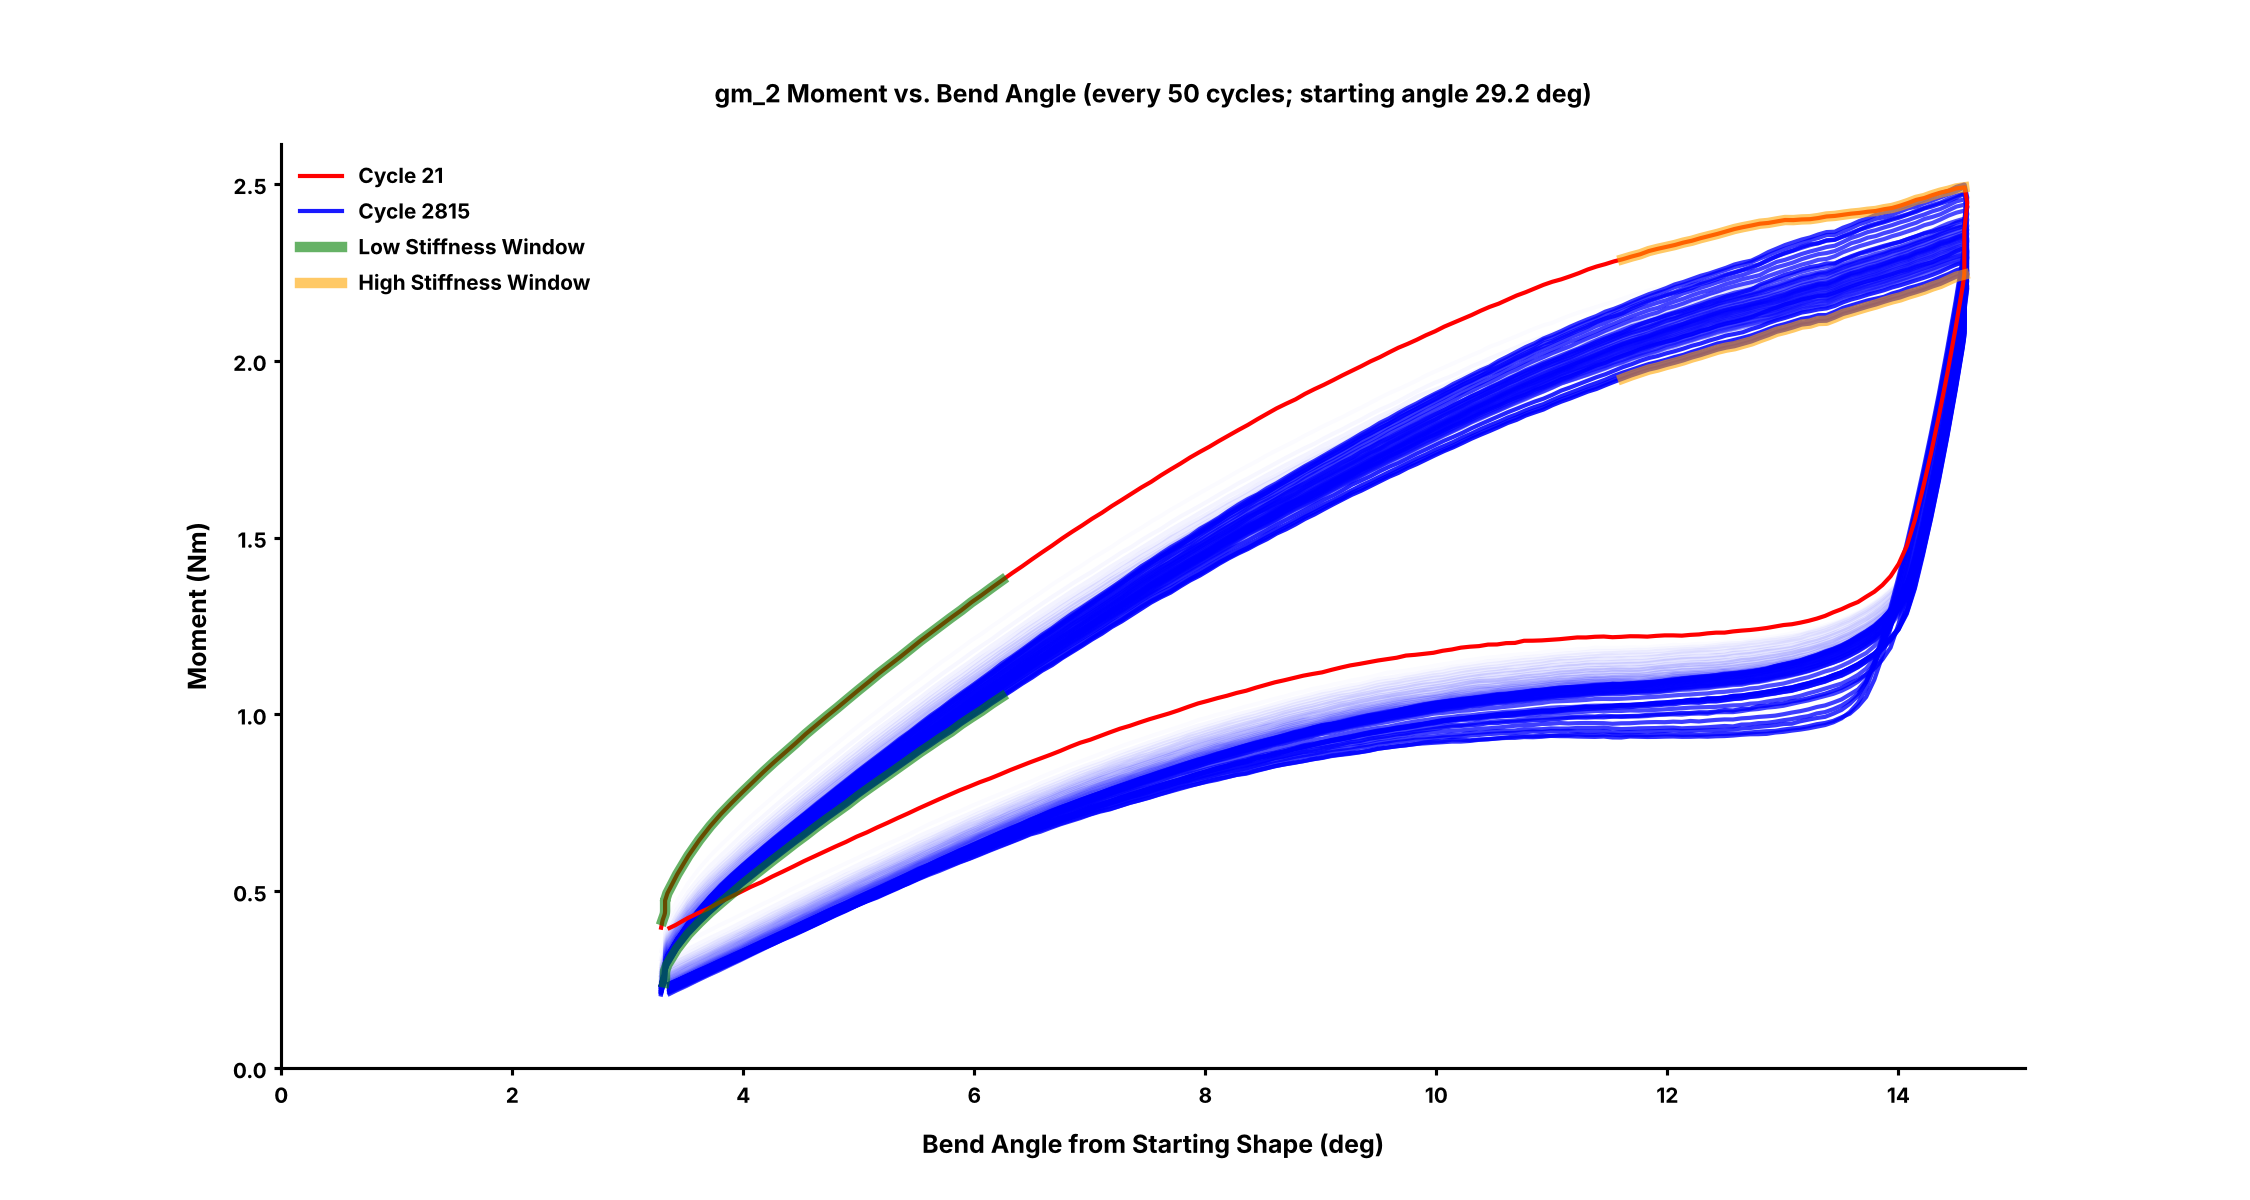 gm_2 Moment vs. Bend Angle (every 50 cycles; starting angle 29.2 deg)
Cycle 21
Cycle 2815
Low Stiffness Window
High Stiffness Window
Moment (Nm)
2.5
2.0
1.5
1.0
0.5
0.0
0 2 4 6 8 10 12 14
Bend Angle from Starting Shape (deg)